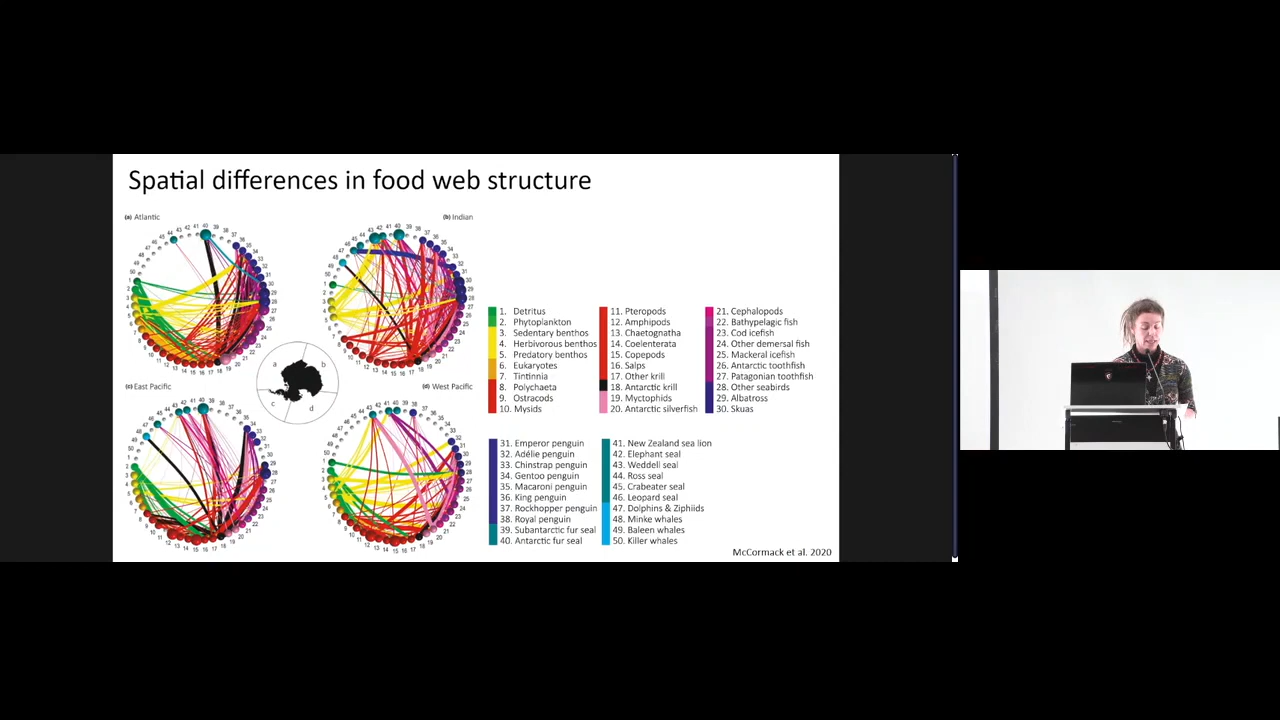 Spatial differences in food web structure
(a) Atlantic
(b) Indian
(c) East Pacific
(d) West Pacific
a
b
c
d
1. Detritus
2. Phytoplankton
3. Sedentary benthos
4. Herbivorous benthos
5. Predatory benthos
6. Eukaryotes
7. Tintinnia
8. Polychaeta
9. Ostracods
10. Mysids
11. Pteropods
12. Amphipods
13. Chaetognatha
14. Coelenterata
15. Copepods
16. Salps
17. Other krill
18. Antarctic krill
19. Myctophids
20. Antarctic silverfish
21. Cephalopods
22. Bathypelagic fish
23. Cod icefish
24. Other demersal fish
25. Mackeral icefish
26. Antarctic toothfish
27. Patagonian toothfish
28. Other seabirds
29. Albatross
30. Skuas
31. Emperor penguin
32. Adélie penguin
33. Chinstrap penguin
34. Gentoo penguin
35. Macaroni penguin
36. King penguin
37. Rockhopper penguin
38. Royal penguin
39. Subantarctic fur seal
40. Antarctic fur seal
41. New Zealand sea lion
42. Elephant seal
43. Weddell seal
44. Ross seal
45. Crabeater seal
46. Leopard seal
47. Dolphins & Ziphiids
48. Minke whales
49. Baleen whales
50. Killer whales
McCormack et al. 2020